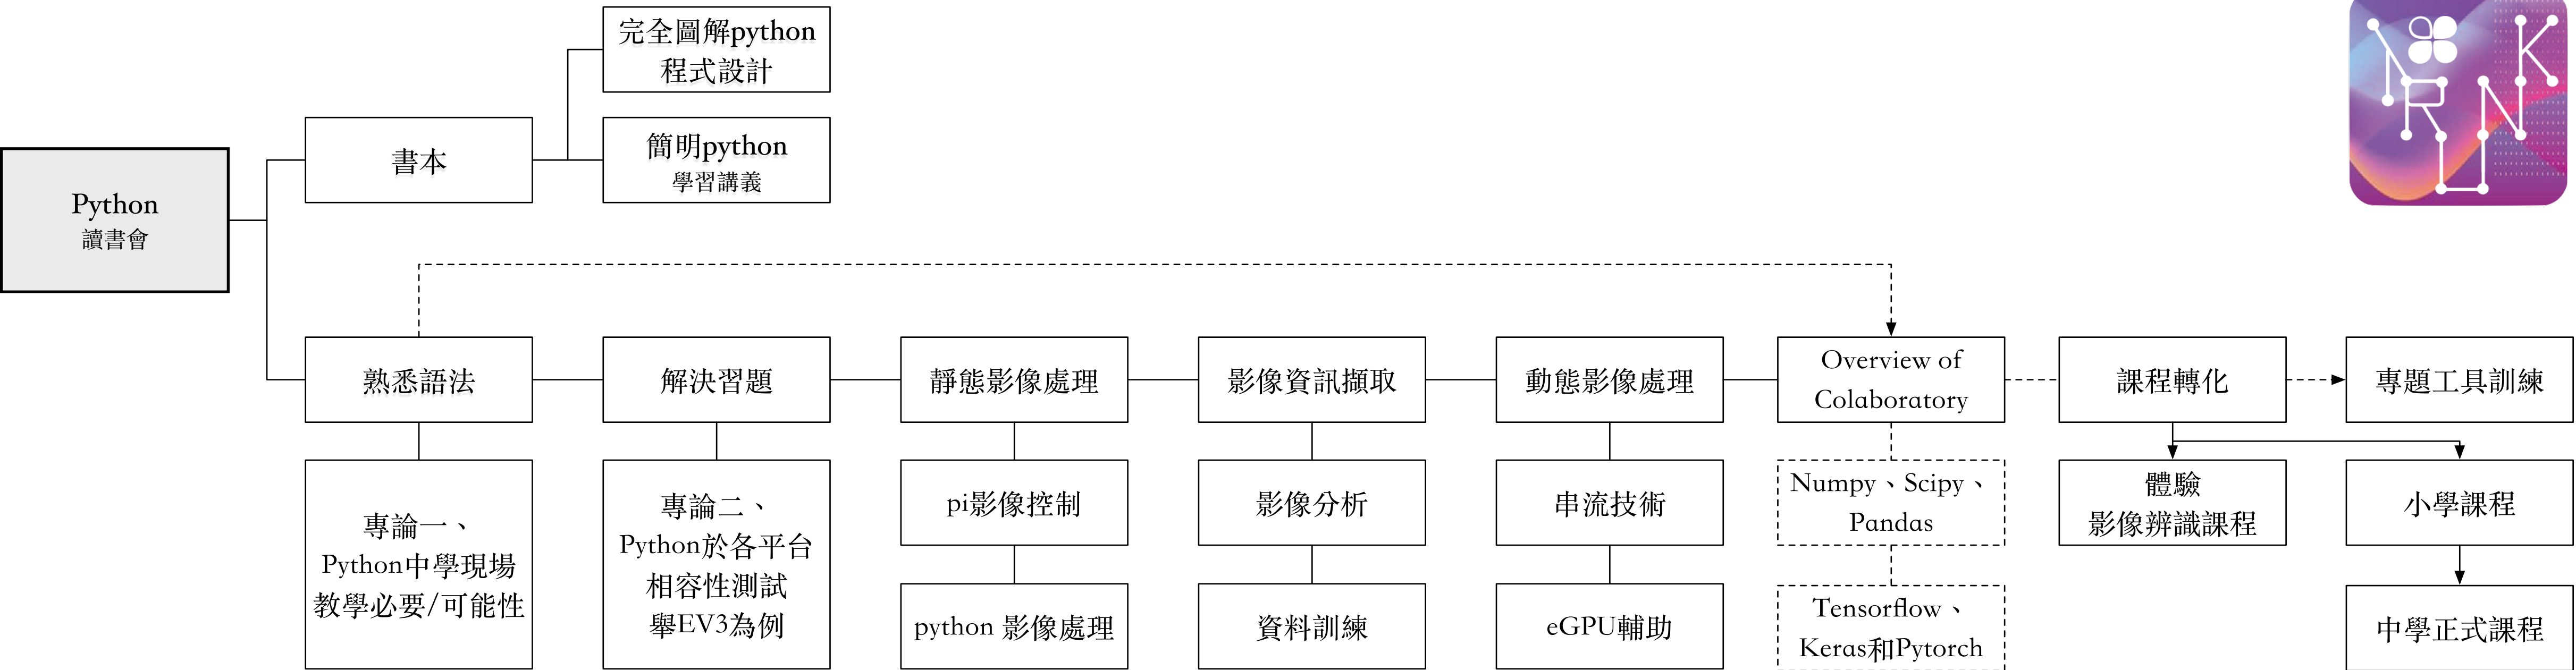 完全圖解python
程式設計
簡明python
學習講義
書本
Python
讀書會
熟悉語法
解決習題
靜態影像處理
影像資訊擷取
動態影像處理
Overview of
Colaboratory
課程轉化
專題工具訓練
專論一、
Python中學現場
教學必要/可能性
專論二、
Python於各平台
相容性測試
舉EV3為例
pi影像控制
python 影像處理
影像分析
資料訓練
串流技術
eGPU輔助
Numpy、Scipy、
Pandas
Tensorflow、
Keras和Pytorch
體驗
影像辨識課程
小學課程
中學正式課程